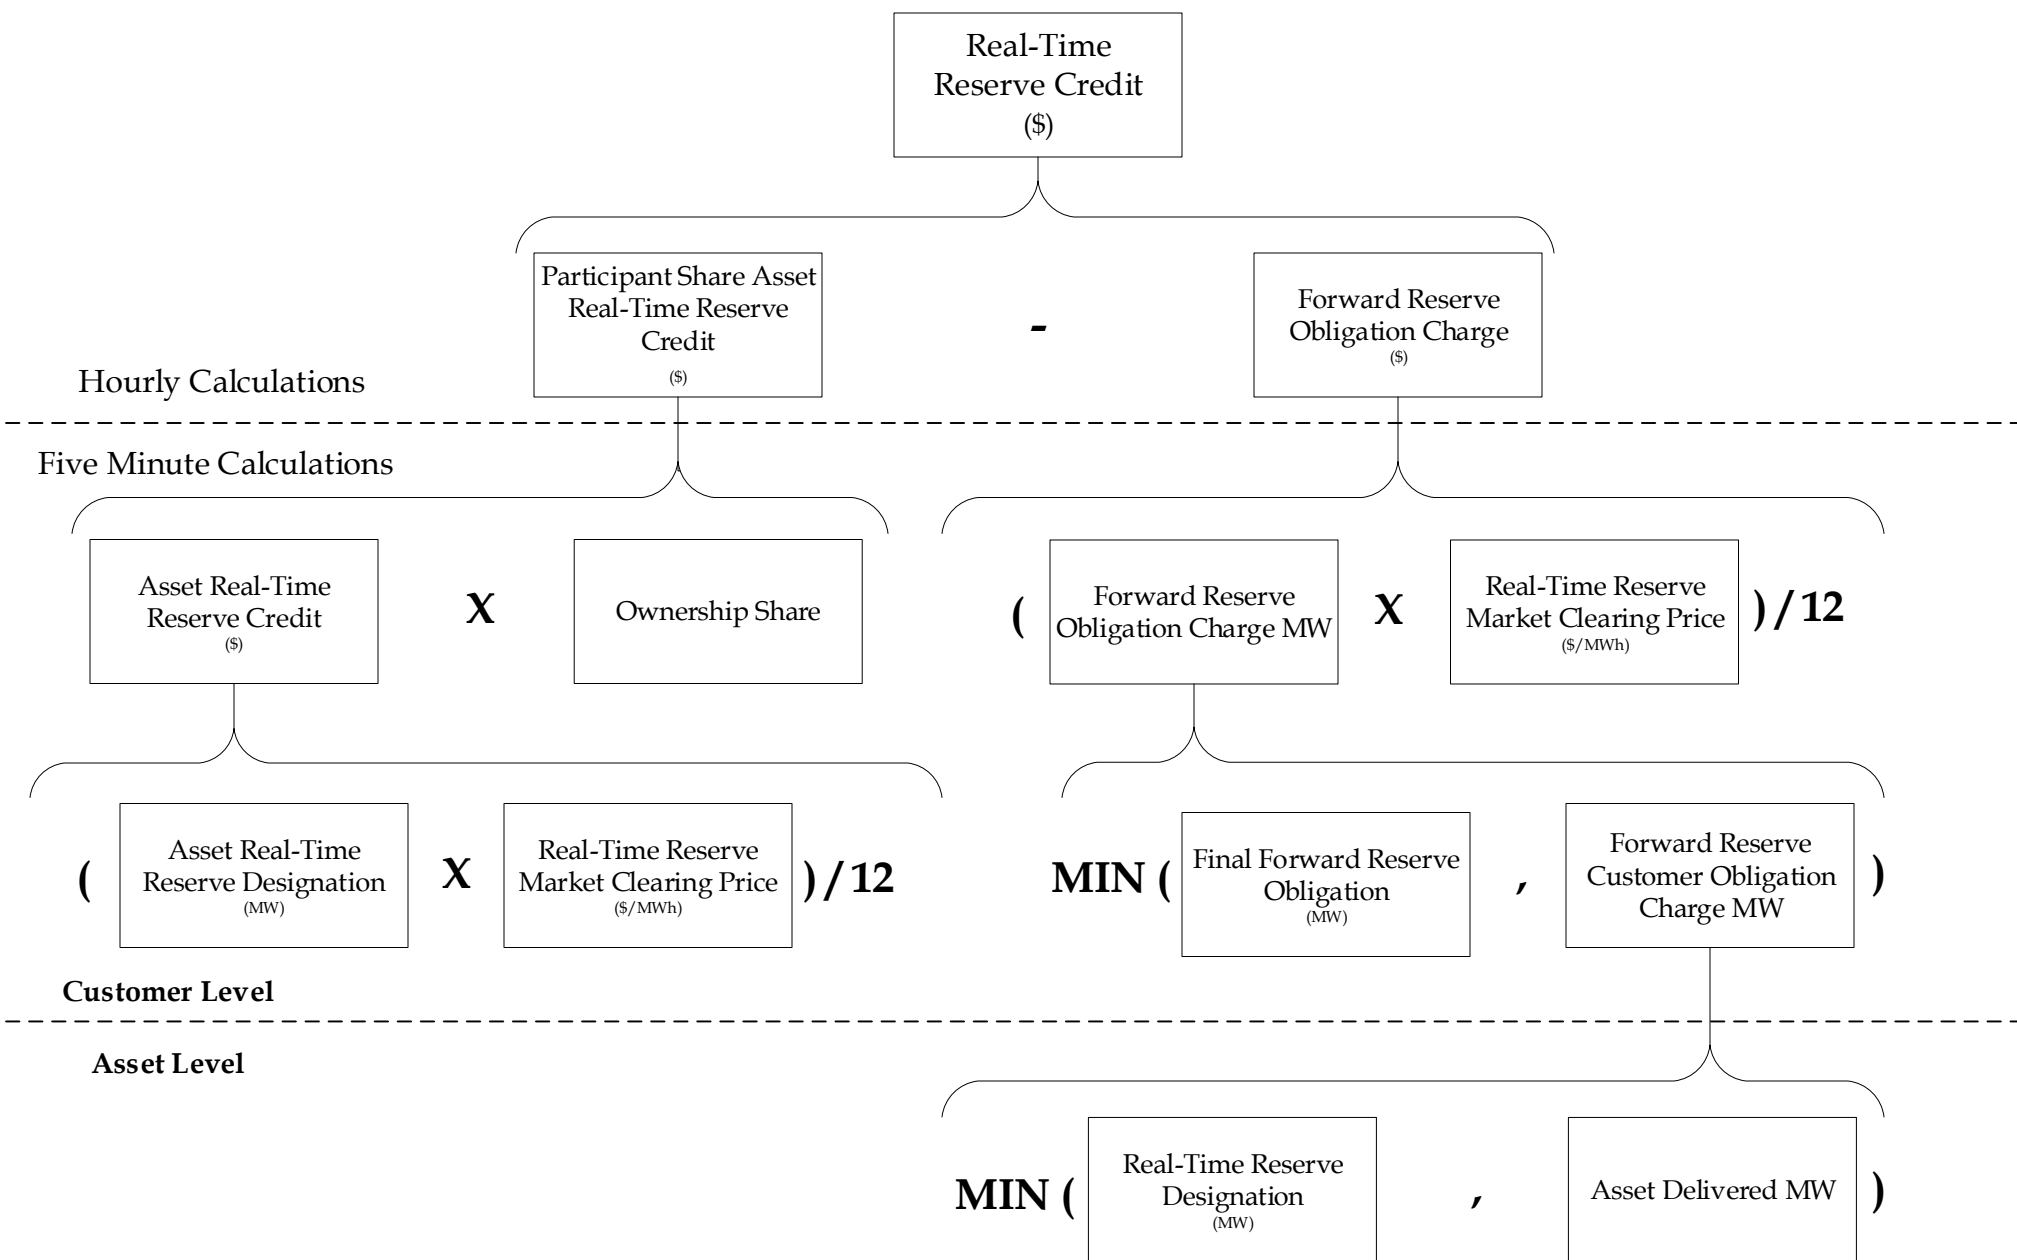 Real-Time
Reserve Credit
($)
Participant Share Asset
Real-Time Reserve
Credit
($)
-
Forward Reserve
Obligation Charge
($)
Hourly Calculations
Five Minute Calculations
Asset Real-Time
Reserve Credit
($)
X
Ownership Share
(
Forward Reserve
Obligation Charge MW
X
Real-Time Reserve
Market Clearing Price
($/MWh)
)/12
(
Asset Real-Time
Reserve Designation
(MW)
X
Real-Time Reserve
Market Clearing Price
($/MWh)
)/12
MIN (
Final Forward Reserve
Obligation
(MW)
,
Forward Reserve
Customer Obligation
Charge MW
)
Customer Level
Asset Level
MIN (
Real-Time Reserve
Designation
(MW)
,
Asset Delivered MW
)